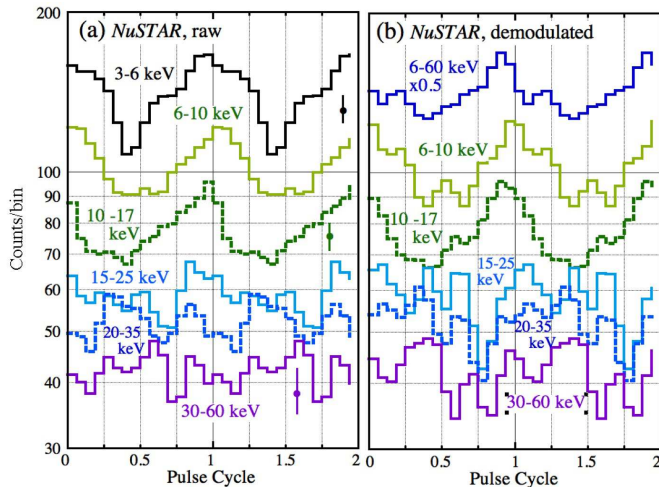 (a) NuSTAR, raw
3-6 keV
6-10 keV
10 -17
keV
15-25 keV
20-35
keV
30-60 keV
(b) NuSTAR, demodulated
6-60 keV
x0.5
6-10 keV
10 -17
keV
15-25
keV
20-35
keV
30-60 keV
Counts/bin
200
100
90
80
70
60
50
40
30
0 0.5 1 1.5 2
Pulse Cycle
0 0.5 1 1.5 2
Pulse Cycle